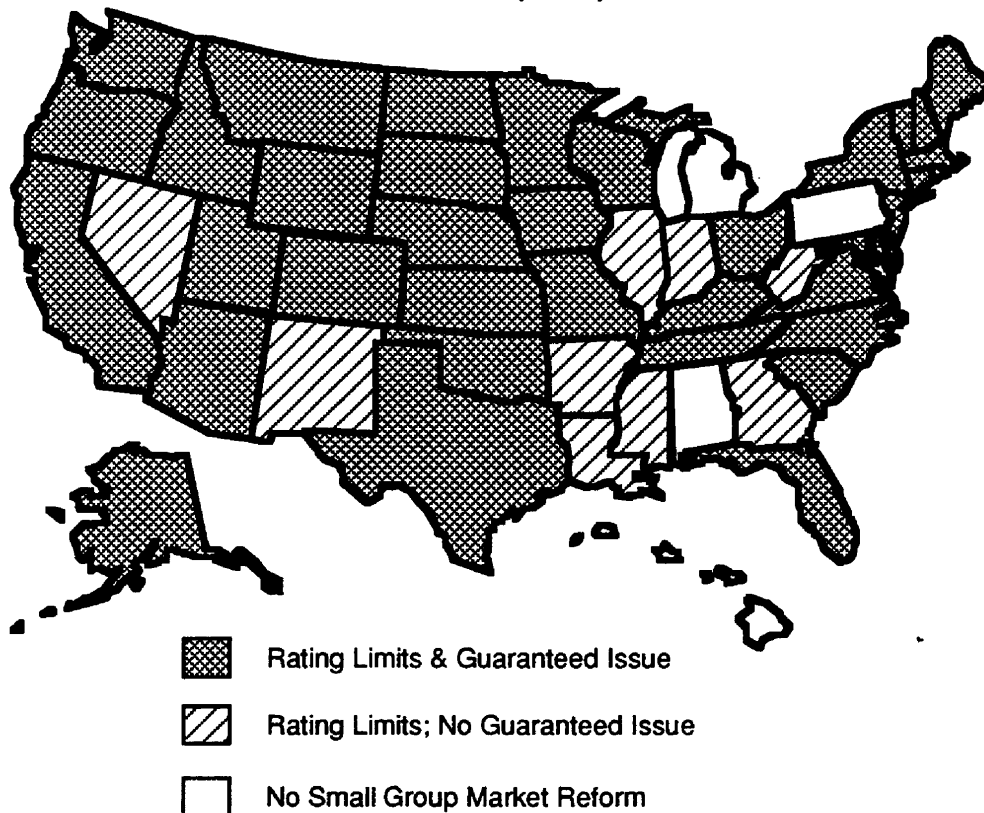 Rating Limits & Guaranteed Issue
Rating Limits; No Guaranteed Issue
No Small Group Market Reform